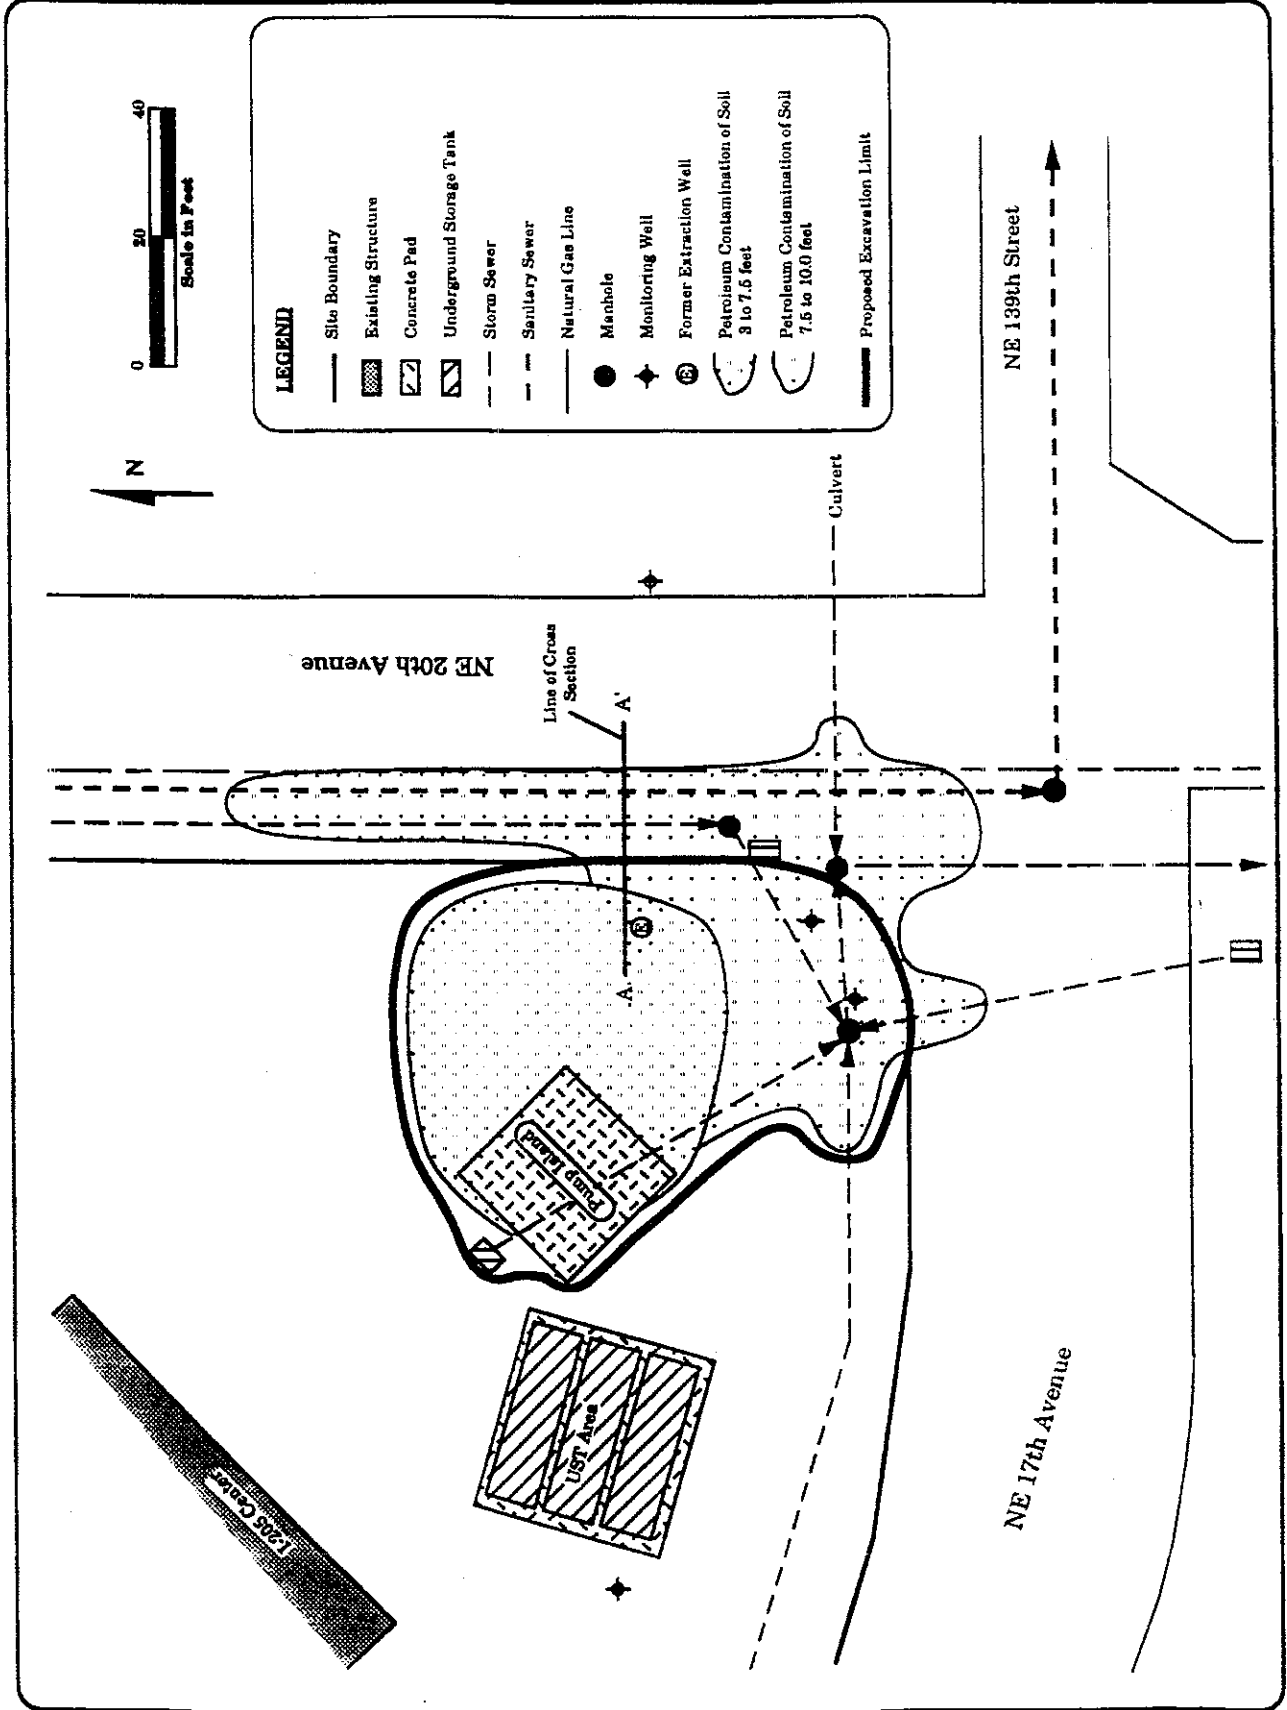 0 20 40
Scale in Feet
N
LEGEND
Site Boundary
Existing Structure
Concrete Pad
Underground Storage Tank
Storm Sewer
Sanitary Sewer
Natural Gas Line
Manhole
Monitoring Well
E Former Extraction Well
Petroleum Contamination of Soil
3 to 7.5 feet
Petroleum Contamination of Soil
7.5 to 10.0 feet
Proposed Excavation Limit
I-205 Center
UST Area
Pump Island
E
A
A'
Line of Cross
Section
NE 20th Avenue
Culvert
NE 139th Street
NE 17th Avenue